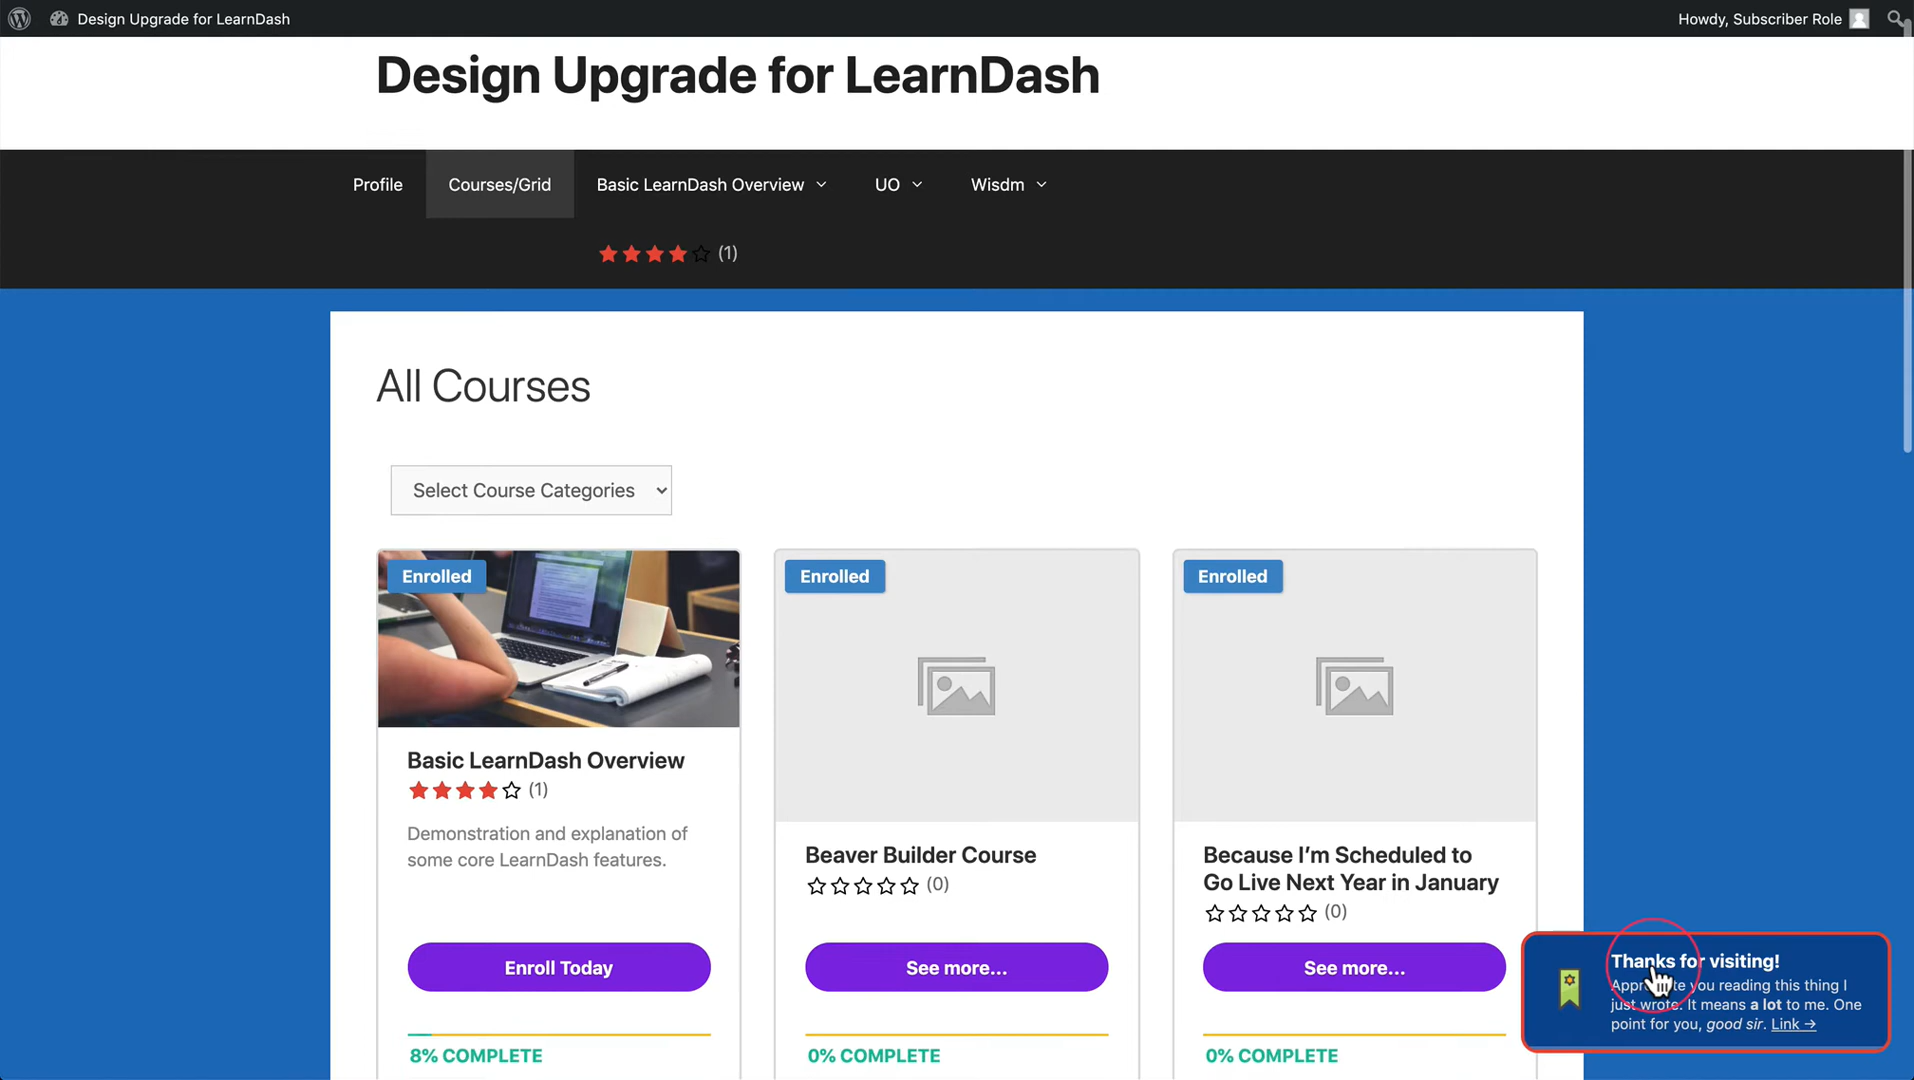 Design Upgrade for LearnDash
Howdy, Subscriber Role
Design Upgrade for LearnDash
Profile
Courses/Grid
Basic LearnDash Overview
UO
Wisdm
(1)
All Courses
Select Course Categories
Enrolled
Basic LearnDash Overview
(1)
Demonstration and explanation of
some core LearnDash features.
Enroll Today
8% COMPLETE
Enrolled
Beaver Builder Course
(0)
See more...
0% COMPLETE
Enrolled
Because I’m Scheduled to
Go Live Next Year in January
(0)
See more...
0% COMPLETE
Thanks for visiting!
you reading this thing I
just wrote. It means a lot to me. One
point for you, good sir. Link →